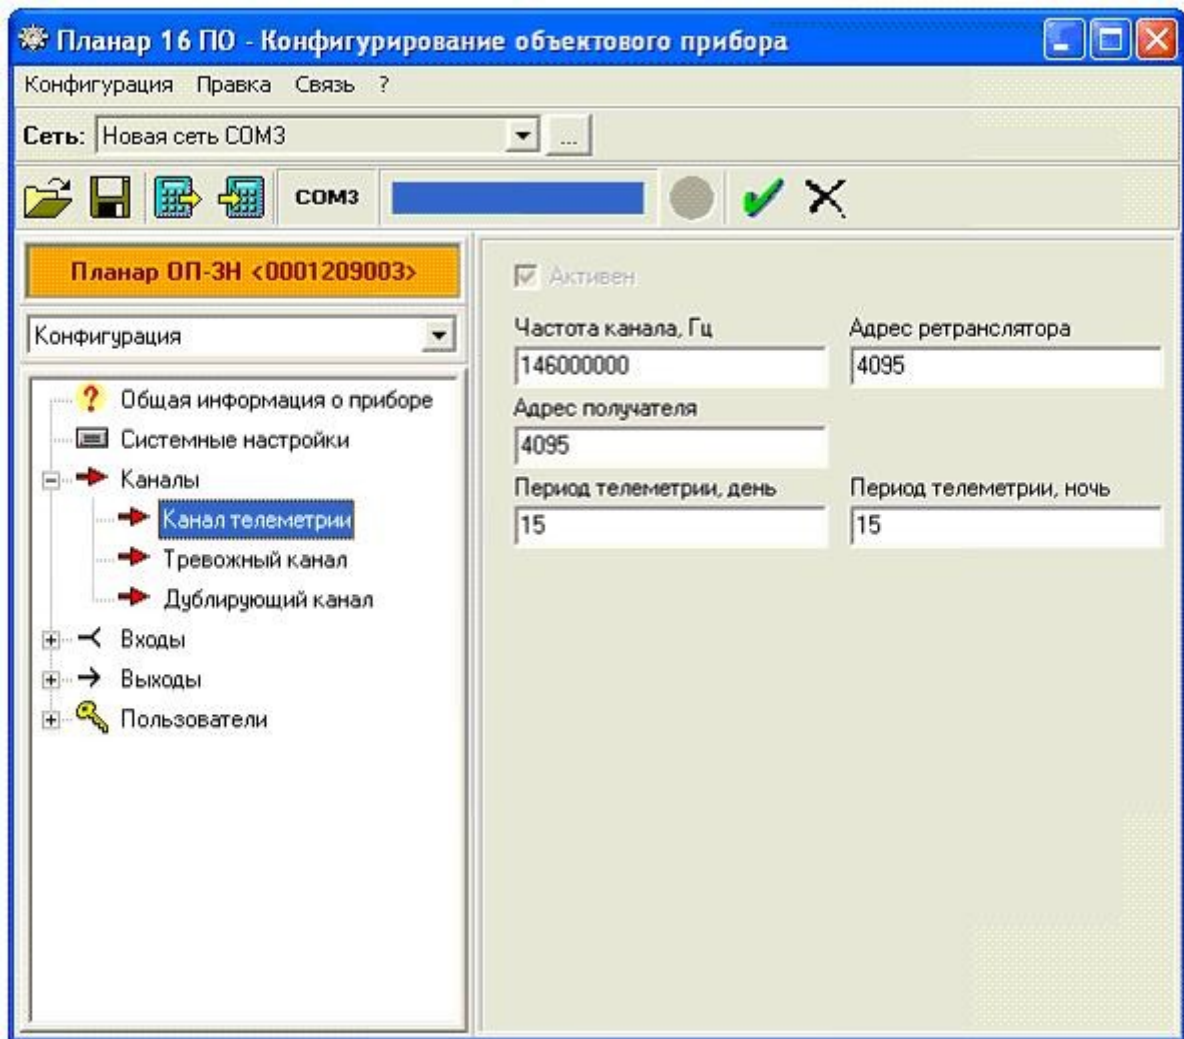 Планар 16 ПО - Конфигурирование объектового прибора
Конфигурация Правка Связь ?
Сеть: Новая сеть COM3 ...
COM3
Планар ОП-3Н <0001209003>
Конфигурация
Общая информация о приборе
Системные настройки
Каналы
Канал телеметрии
Тревожный канал
Дублирующий канал
Входы
Выходы
Пользователи
Активен
Частота канала, Гц Адрес ретранслятора
146000000 4095
Адрес получателя
4095
Период телеметрии, день Период телеметрии, ночь
15 15